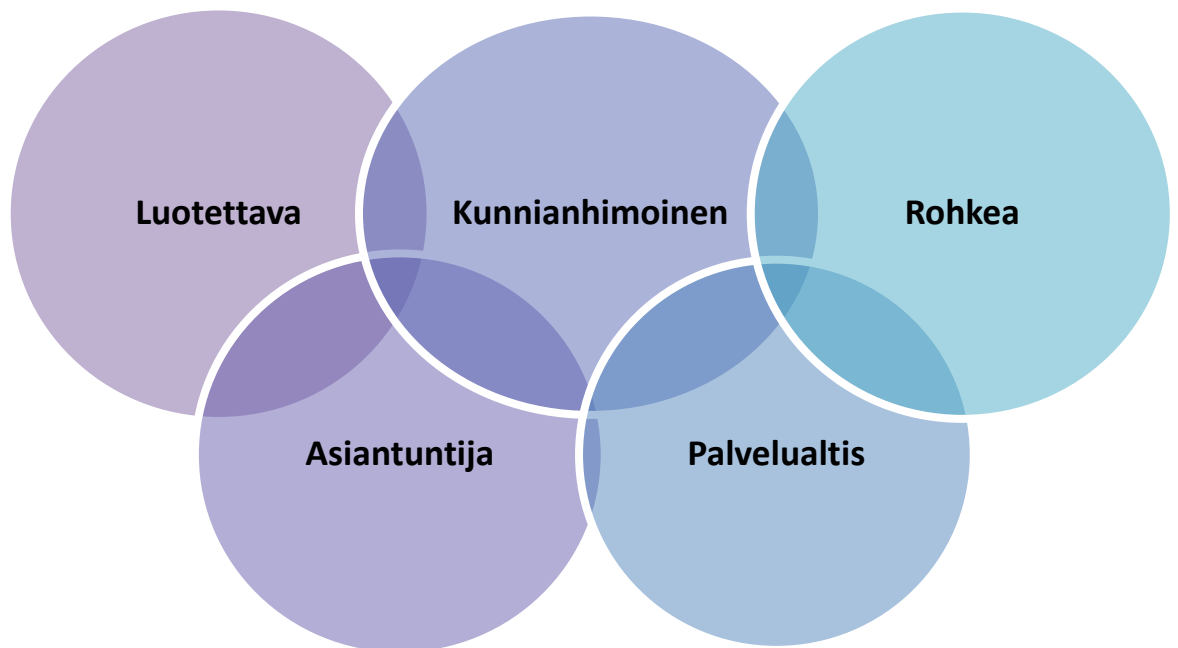 Luotettava
Kunnianhimoinen
Rohkea
Asiantuntija
Palvelualtis